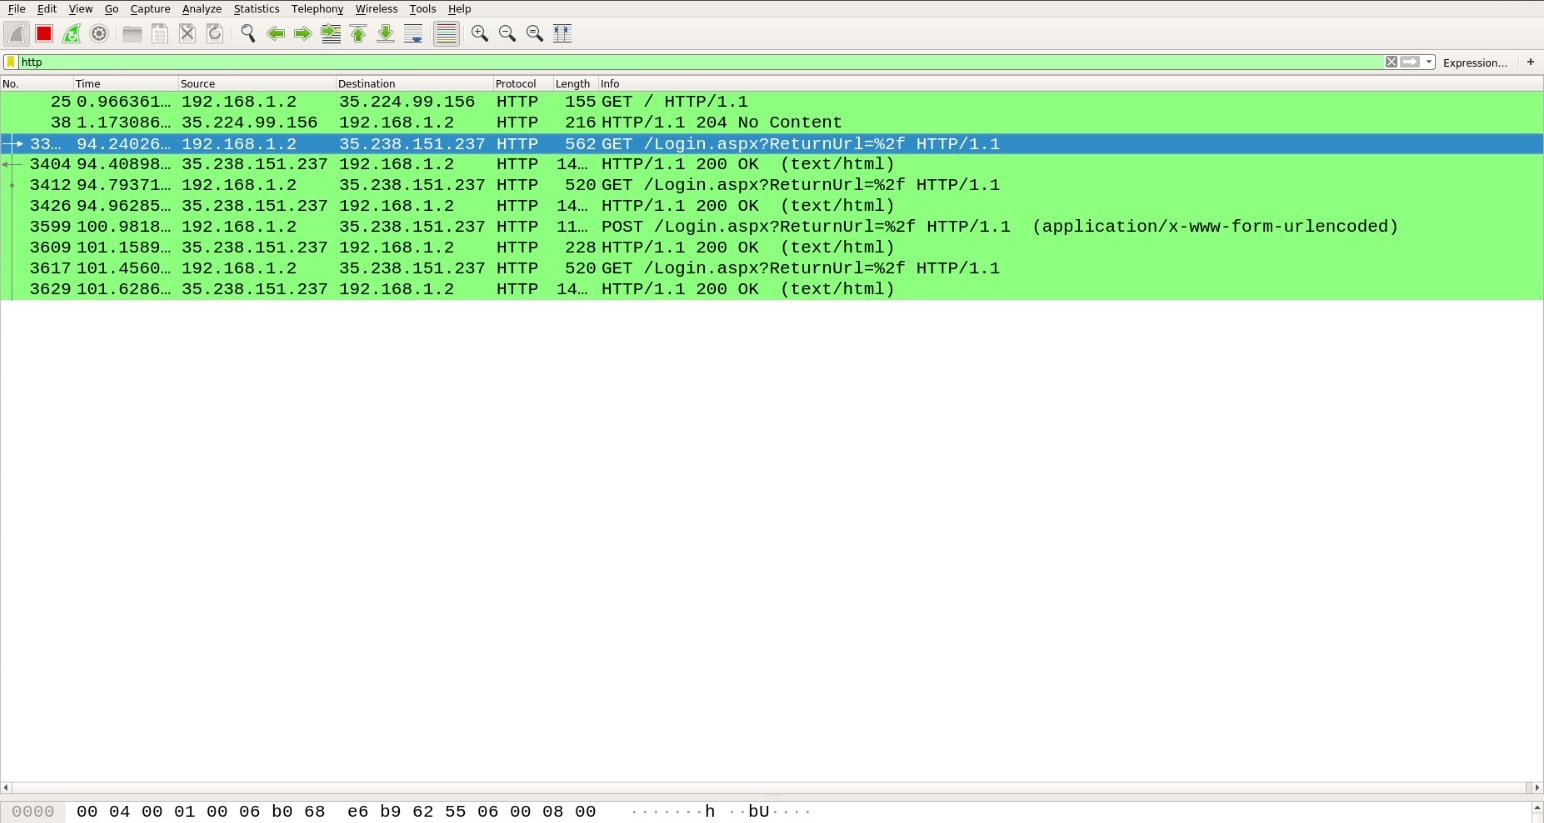 File Edit View Go Capture Analyze Statistics Telephony Wireless Tools Help
http Expression... +
No. Time Source Destination Protocol Length Info
25 0.966361… 192.168.1.2 35.224.99.156 HTTP 155 GET / HTTP/1.1
38 1.173086… 35.224.99.156 192.168.1.2 HTTP 216 HTTP/1.1 204 No Content
33… 94.24026… 192.168.1.2 35.238.151.237 HTTP 562 GET /Login.aspx?ReturnUrl=%2f HTTP/1.1
3404 94.40898… 35.238.151.237 192.168.1.2 HTTP 14… HTTP/1.1 200 OK (text/html)
3412 94.79371… 192.168.1.2 35.238.151.237 HTTP 520 GET /Login.aspx?ReturnUrl=%2f HTTP/1.1
3426 94.96285… 35.238.151.237 192.168.1.2 HTTP 14… HTTP/1.1 200 OK (text/html)
3599 100.9818… 192.168.1.2 35.238.151.237 HTTP 11… POST /Login.aspx?ReturnUrl=%2f HTTP/1.1 (application/x-www-form-urlencoded)
3609 101.1589… 35.238.151.237 192.168.1.2 HTTP 228 HTTP/1.1 200 OK (text/html)
3617 101.4560… 192.168.1.2 35.238.151.237 HTTP 520 GET /Login.aspx?ReturnUrl=%2f HTTP/1.1
3629 101.6286… 35.238.151.237 192.168.1.2 HTTP 14… HTTP/1.1 200 OK (text/html)
0000 00 04 00 01 00 06 b0 68 e6 b9 62 55 06 00 08 00 ·······h ··bU····